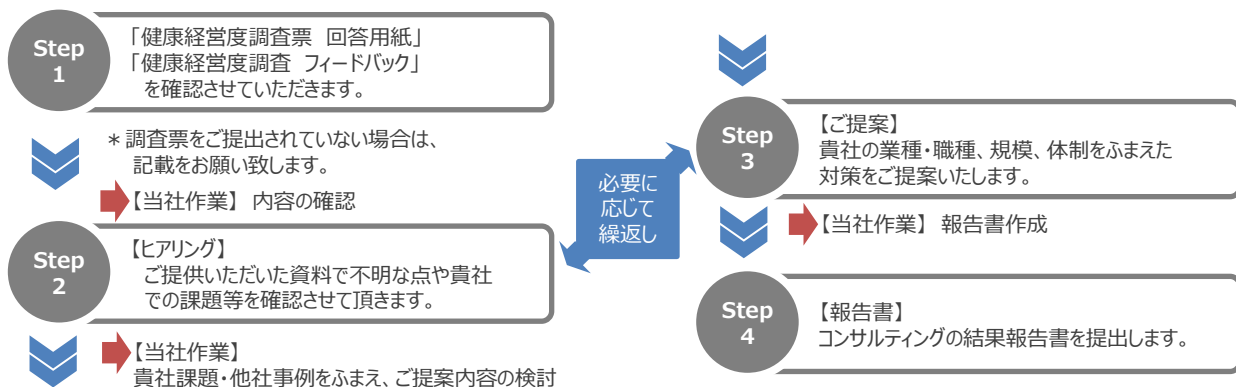 Step
1
「健康経営度調査票 回答用紙」
「健康経営度調査 フィードバック」
を確認させていただきます。
＊調査票をご提出されていない場合は、
記載をお願い致します。
【当社作業】 内容の確認
Step
2
【ヒアリング】
ご提供いただいた資料で不明な点や貴社
での課題等を確認させて頂きます。
【当社作業】
貴社課題・他社事例をふまえ、ご提案内容の検討
必要に
応じて
繰返し
Step
3
【ご提案】
貴社の業種・職種、規模、体制をふまえた
対策をご提案いたします。
【当社作業】 報告書作成
Step
4
【報告書】
コンサルティングの結果報告書を提出します。